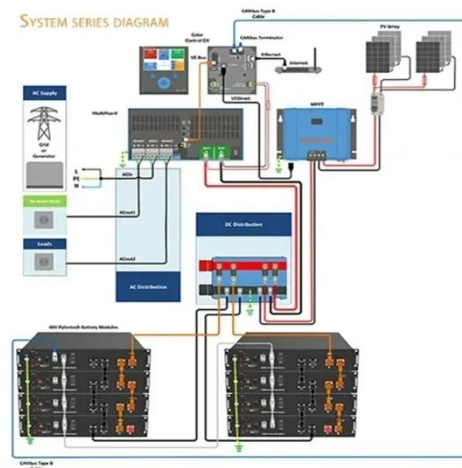 SYSTEM SERIES DIAGRAM
CANbus Type B
Cable
Color
Control GX
CANbus Terminator
PV Array
VE Bus
Ethernet
Internet
AC Supply
Grid
or
Generator
MultiPlus-II
VE Direct
MPPT
L
PE
N
ACin
ACout1
Loads
ACout2
AC Distribution
DC Distribution
48V Pylontech Battery Modules
CANbus Type B